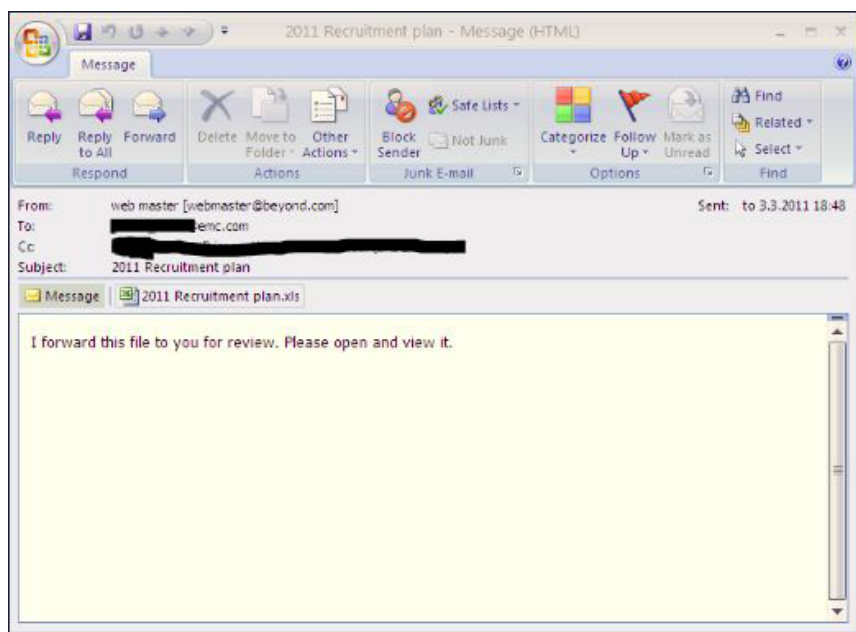 2011 Recruitment plan - Message (HTML)
Message
Reply Reply to All Forward
Respond
Delete Move to Folder Other Actions
Actions
Block Sender Safe Lists Not Junk
Junk E-mail
Categorize Follow Up Mark as Unread
Options
Find Related Select
Find
From: web master [webmaster@beyond.com] Sent: to 3.3.2011 18:48
To: emc.com
Cc:
Subject: 2011 Recruitment plan
Message 2011 Recruitment plan.xls
I forward this file to you for review. Please open and view it.